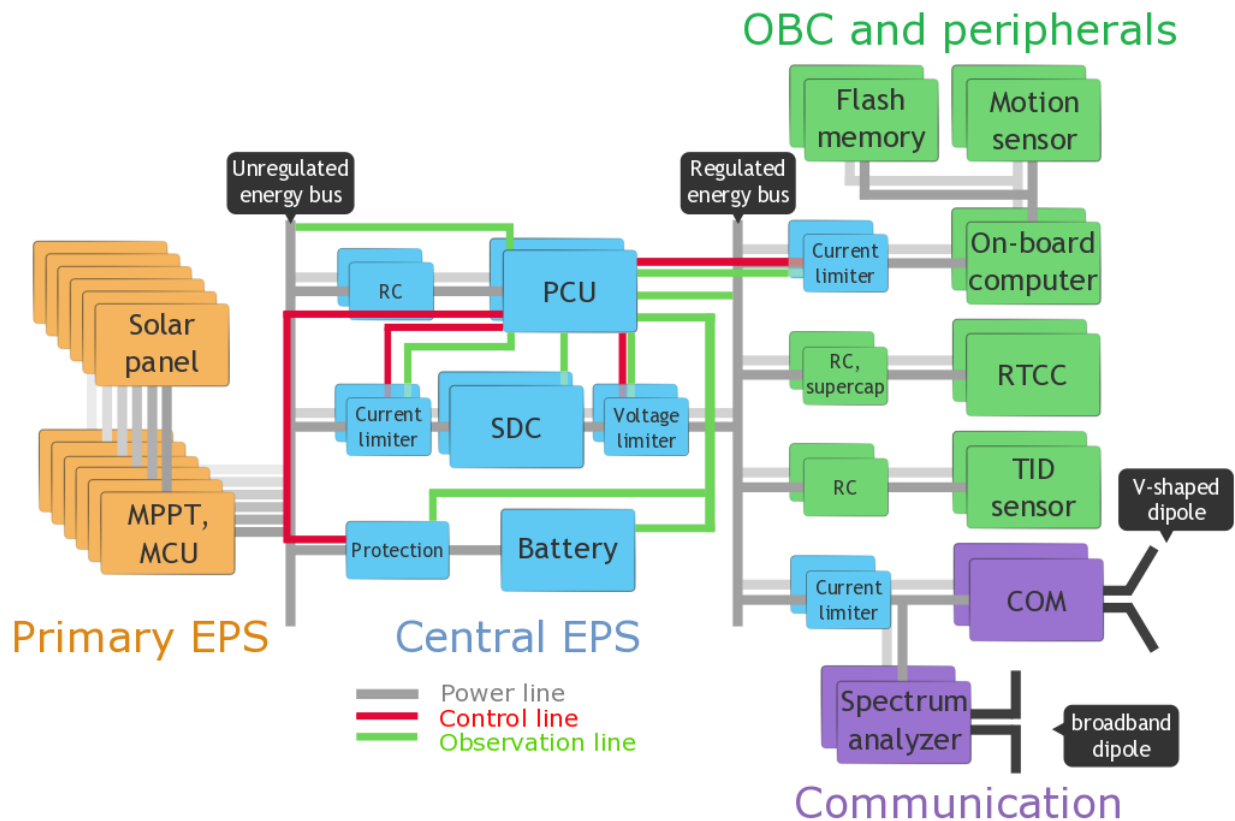 OBC and peripherals
Flash
memory
Motion
sensor
Unregulated
energy bus
Regulated
energy bus
Solar
panel
RC
PCU
Current
limiter
On-board
computer
Current
limiter
SDC
Voltage
limiter
RC,
supercap
RTCC
MPPT,
MCU
Protection
Battery
RC
TID
sensor
V-shaped
dipole
Current
limiter
COM
Primary EPS
Central EPS
Power line
Control line
Observation line
Spectrum
analyzer
broadband
dipole
Communication